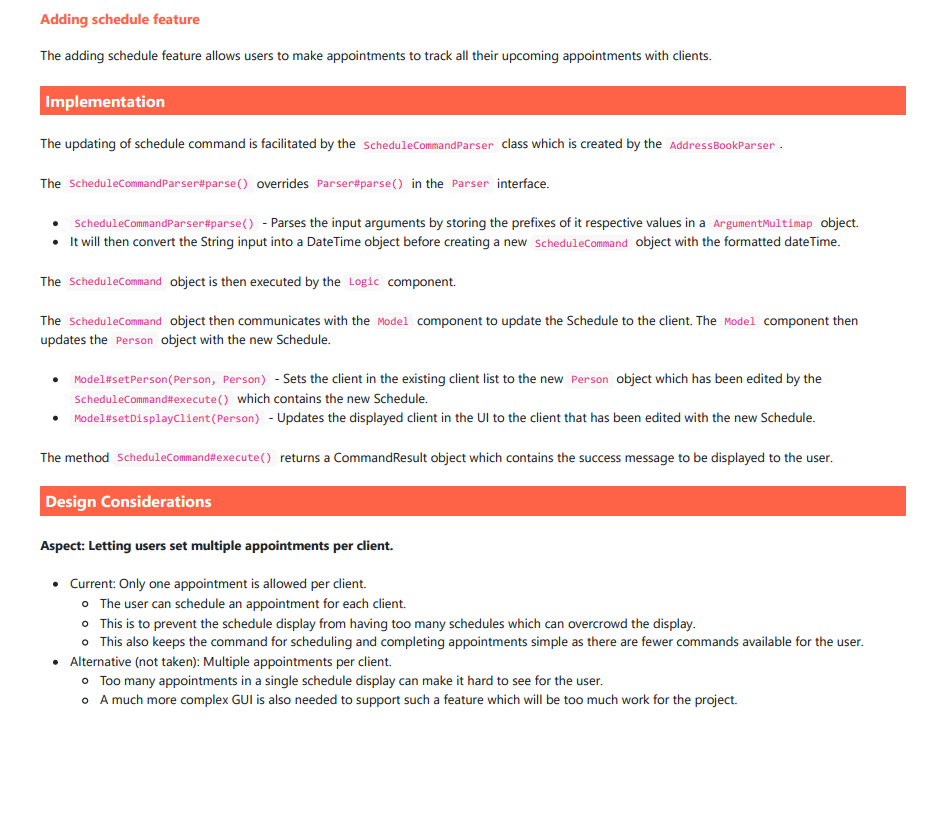 Adding schedule feature
The adding schedule feature allows users to make appointments to track all their upcoming appointments with clients.
Implementation
The updating of schedule command is facilitated by the ScheduleCommandParser class which is created by the AddressBookParser .
The ScheduleCommandParser#parse() overrides Parser#parse() in the Parser interface.
• ScheduleCommandParser#parse() - Parses the input arguments by storing the prefixes of it respective values in a ArgumentMultimap object.
• It will then convert the String input into a DateTime object before creating a new ScheduleCommand object with the formatted dateTime.
The ScheduleCommand object is then executed by the Logic component.
The ScheduleCommand object then communicates with the Model component to update the Schedule to the client. The Model component then
updates the Person object with the new Schedule.
• Model#setPerson(Person, Person) - Sets the client in the existing client list to the new Person object which has been edited by the
ScheduleCommand#execute() which contains the new Schedule.
• Model#setDisplayClient(Person) - Updates the displayed client in the UI to the client that has been edited with the new Schedule.
The method ScheduleCommand#execute() returns a CommandResult object which contains the success message to be displayed to the user.
Design Considerations
Aspect: Letting users set multiple appointments per client.
• Current: Only one appointment is allowed per client.
◦ The user can schedule an appointment for each client.
◦ This is to prevent the schedule display from having too many schedules which can overcrowd the display.
◦ This also keeps the command for scheduling and completing appointments simple as there are fewer commands available for the user.
• Alternative (not taken): Multiple appointments per client.
◦ Too many appointments in a single schedule display can make it hard to see for the user.
◦ A much more complex GUI is also needed to support such a feature which will be too much work for the project.